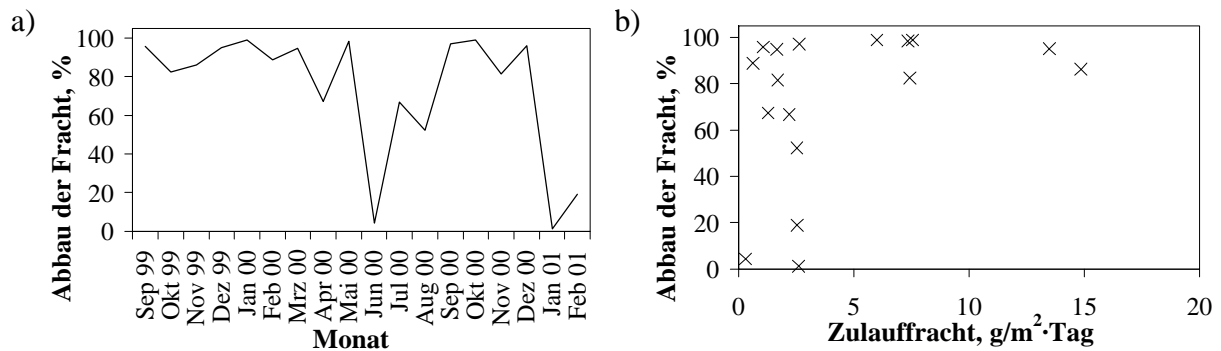 a)
Abbau der Fracht, %
100
80
60
40
20
0
Sep 99
Okt 99
Nov 99
Dez 99
Jan 00
Feb 00
Mrz 00
Apr 00
Mai 00
Jun 00
Jul 00
Aug 00
Sep 00
Okt 00
Nov 00
Dez 00
Jan 01
Feb 01
Monat
b)
Abbau der Fracht, %
100
80
60
40
20
0
0 5 10 15 20
Zulauffracht, g/m²·Tag